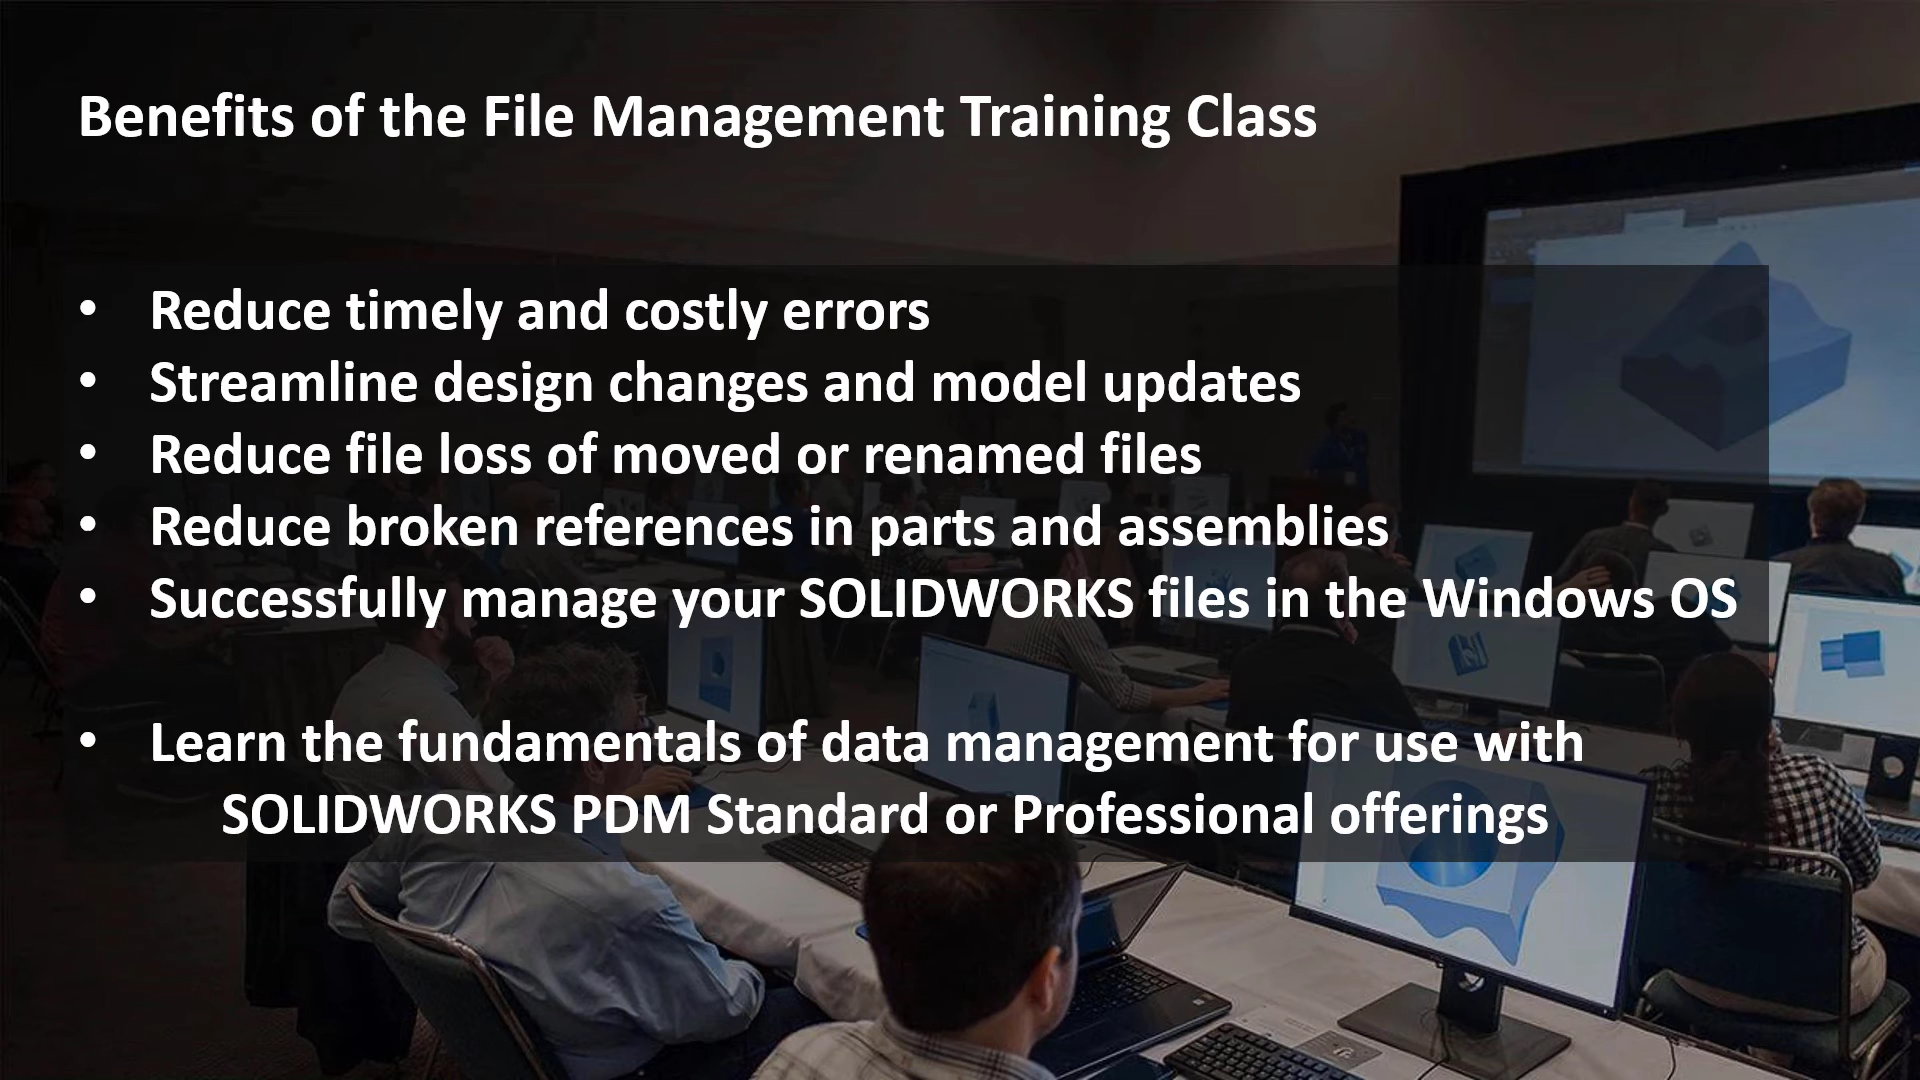 Benefits of the File Management Training Class
• Reduce timely and costly errors
• Streamline design changes and model updates
• Reduce file loss of moved or renamed files
• Reduce broken references in parts and assemblies
• Successfully manage your SOLIDWORKS files in the Windows OS
• Learn the fundamentals of data management for use with
SOLIDWORKS PDM Standard or Professional offerings